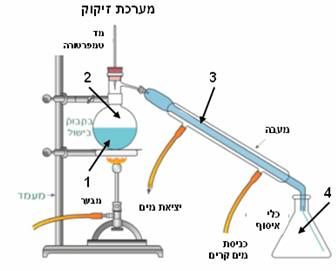 מערכת זיקוק
מד
טמפרטורה
2
3
בקבוק
בישול
מעבה
1
מעמד
מבער
יציאת מים
כלי
איסוף
4
כניסת
מים קרים